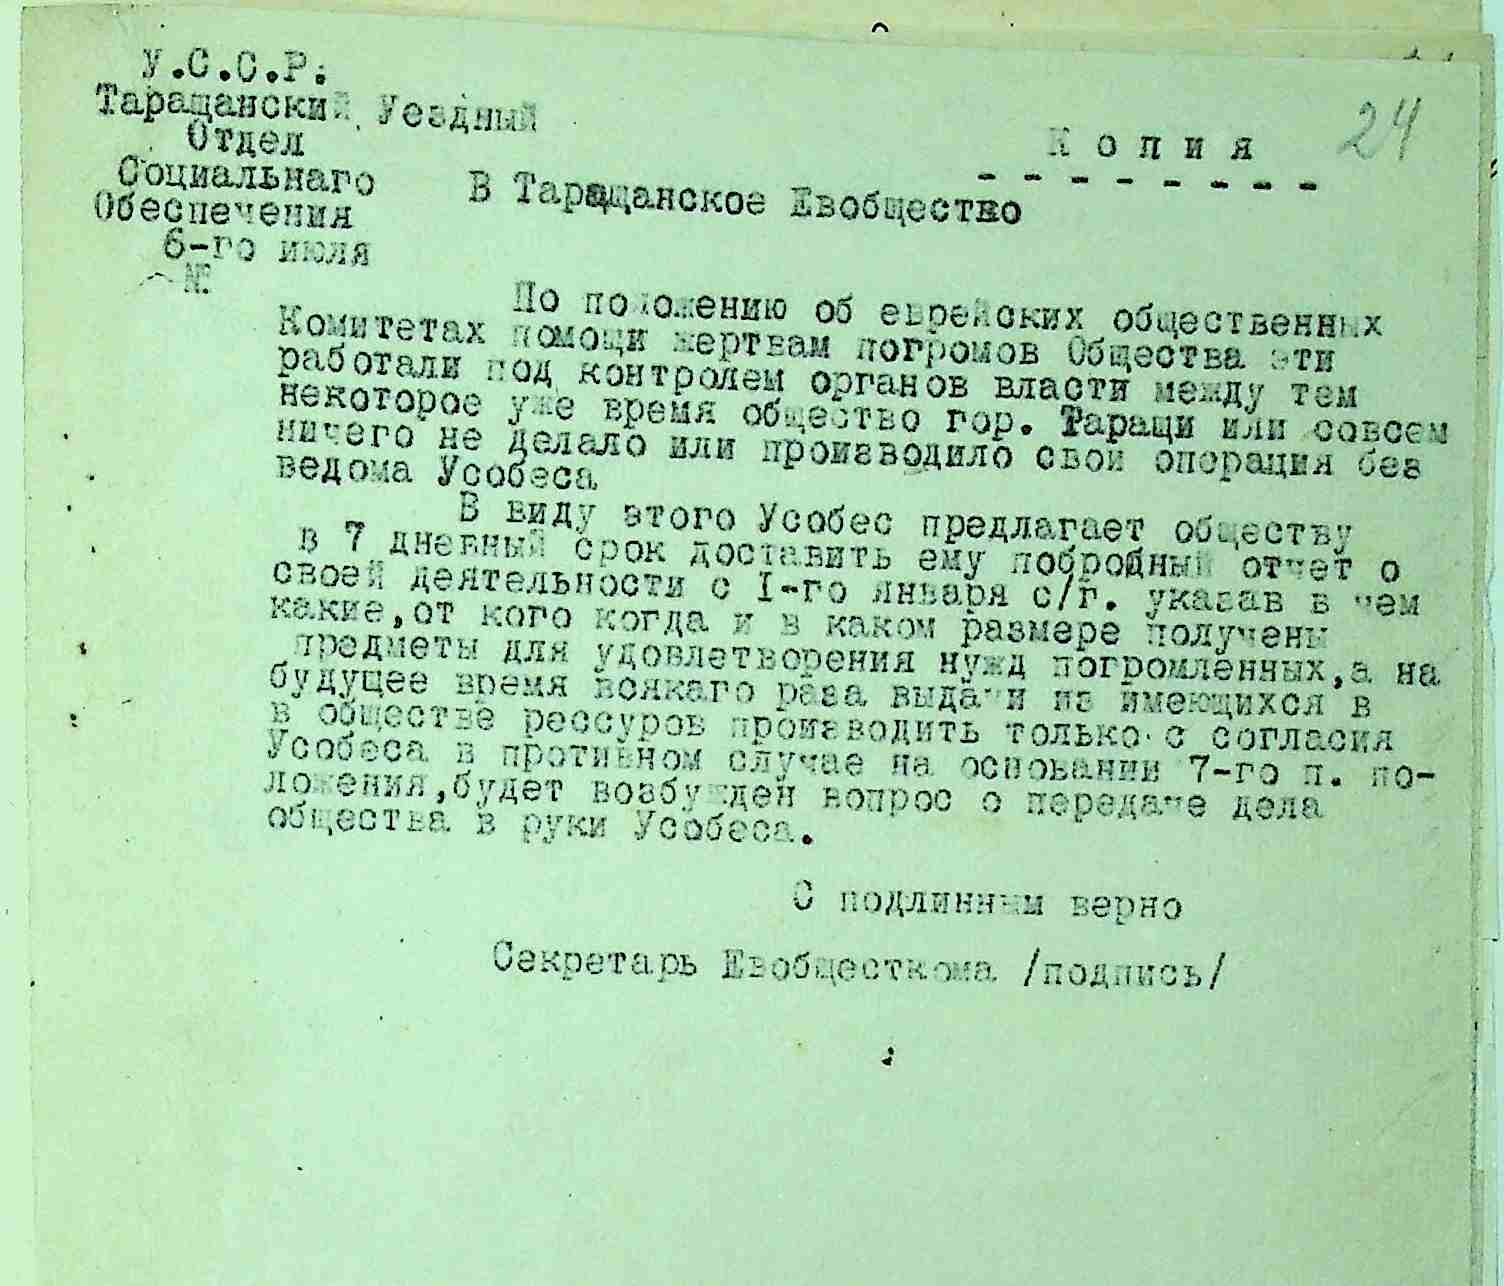 У.С.С.Р.
Таращанский Уездный
Отдел
Социальнаго
Обеспечения
6-го июля
№
24
К о п и я
- - - - - - - -
В Таращанское Евобщество
По положению об еврейских общественных
Комитетах помощи жертвам погромов Общества эти
работали под контролем органов власти между тем
некоторое уже время общество гор. Таращи или совсем
ничего не делало или производило свои операция без
ведома Усобеса
В виду этого Усобес предлагает обществу
в 7 дневный срок доставить ему побробный отчет о
своей деятельности с I-го января с/г. указав в чем
какие,от кого когда и в каком размере получены
предметы для удовлетворения нужд погромленных,а на
будущее время всякаго раза выдачи из имеющихся в
в обществе рессуров производить только с согласия
Усобеса в противном случае на основании 7-го п. по-
ложения,будет возбужден вопрос о передаче дела
общества в руки Усобеса.
С подлинным верно
Секретарь Евобщесткома /подпись/